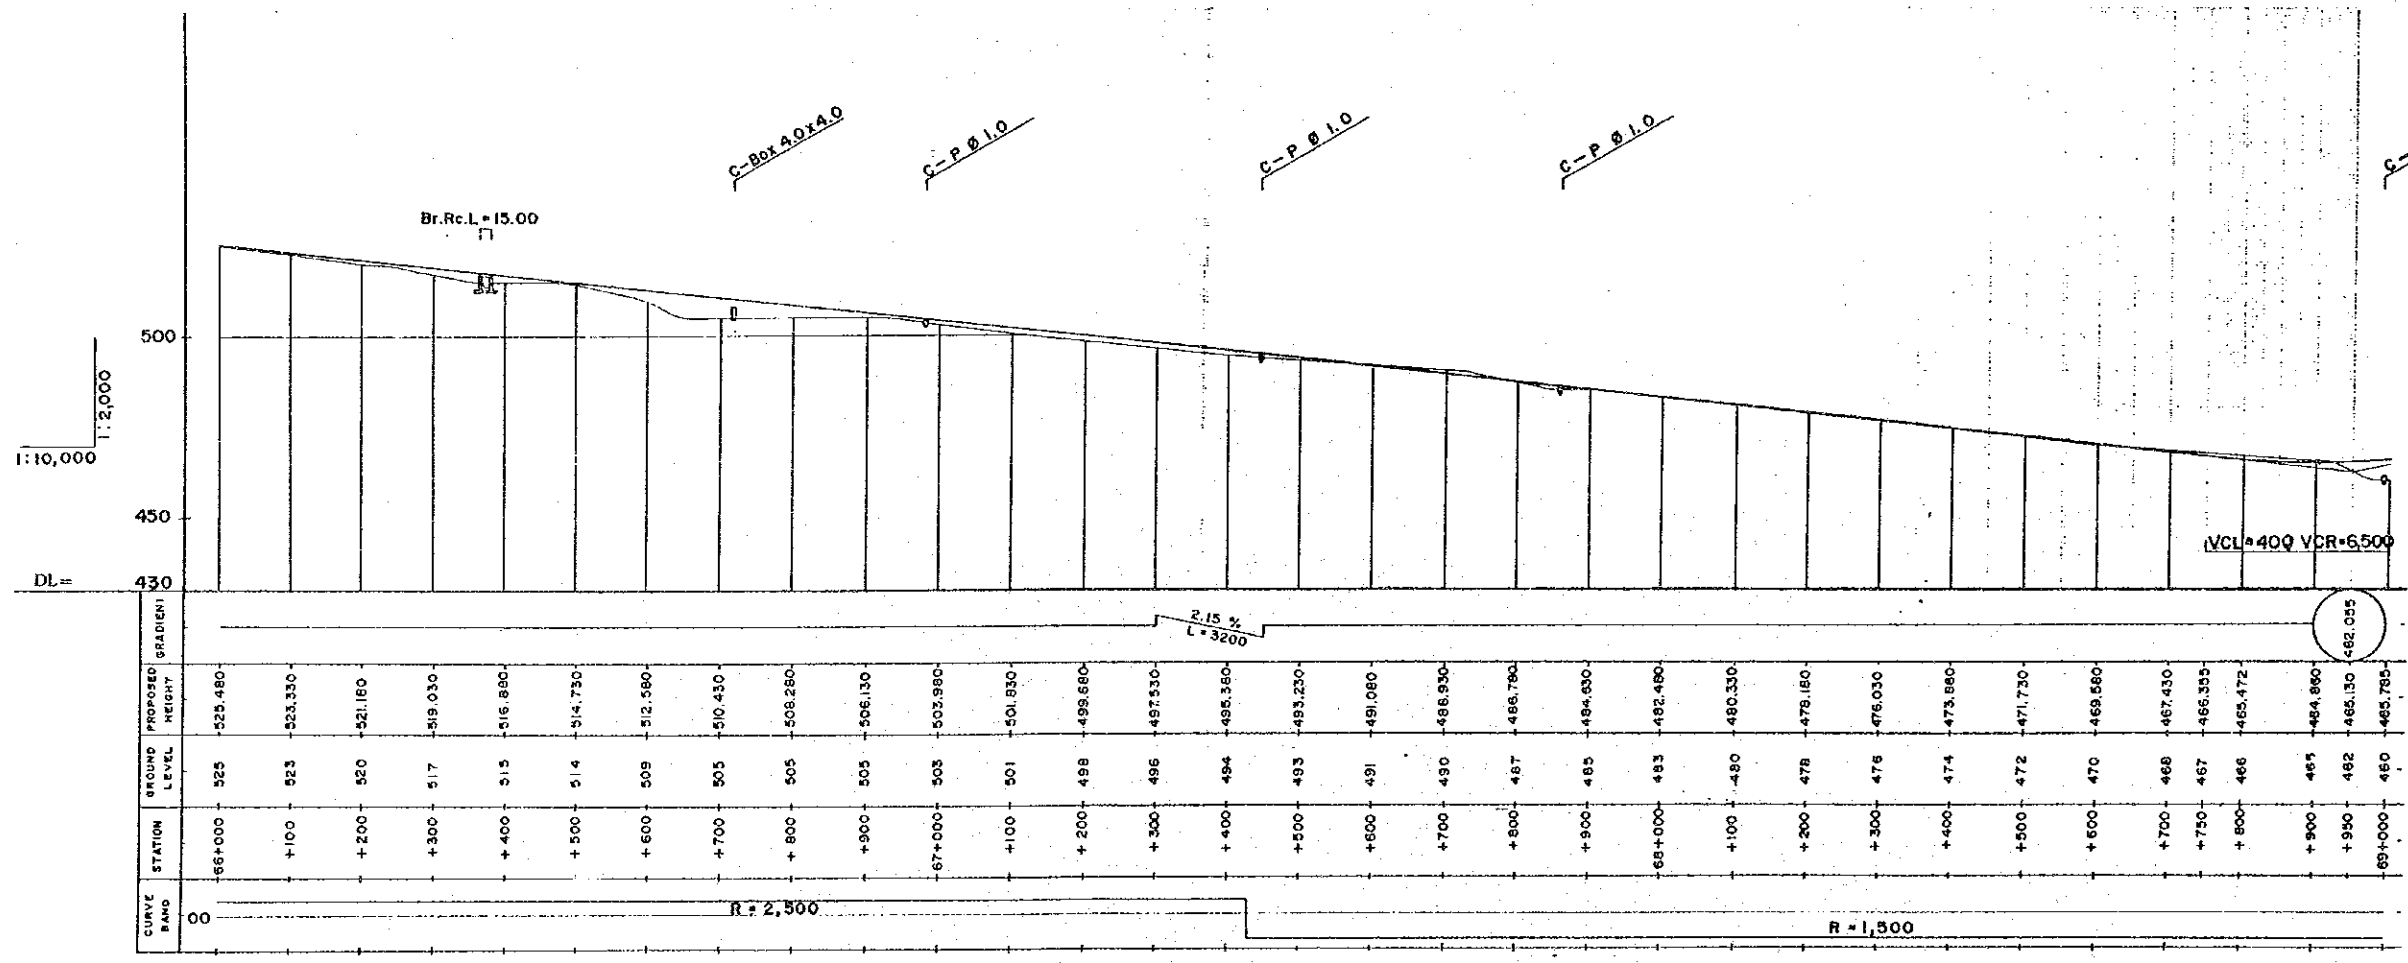 C-Box 4.0x4.0
C-P Ø 1.0
C-P Ø 1.0
C-P Ø 1.0
C-
Br.Rc.L=15.00
500
1:2,000
1:10,000
450
VCL=400 VCR=6,500
DL= 430
GRADIENT
2.15 %
L=3200
462.055
PROPOSED HEIGHT 525.480 523.330 521.180 519.030 516.880 514.730 512.580 510.430 508.280 506.130 503.980 501.830 499.680 497.530 495.380 493.230 491.080 488.930 486.780 484.630 482.480 480.330 478.180 476.030 473.880 471.730 469.580 467.430 466.355 465.472 464.860 465.130 465.785
GROUND LEVEL 525 523 520 517 515 514 509 505 505 505 503 501 498 496 494 493 491 490 487 485 483 480 478 476 474 472 470 468 467 466 465 462 460
STATION 66+000 +100 +200 +300 +400 +500 +600 +700 +800 +900 67+000 +100 +200 +300 +400 +500 +600 +700 +800 +900 68+000 +100 +200 +300 +400 +500 +600 +700 +750 +800 +900 +950 69+000
CURVE BAND
00
R=2,500
R=1,500